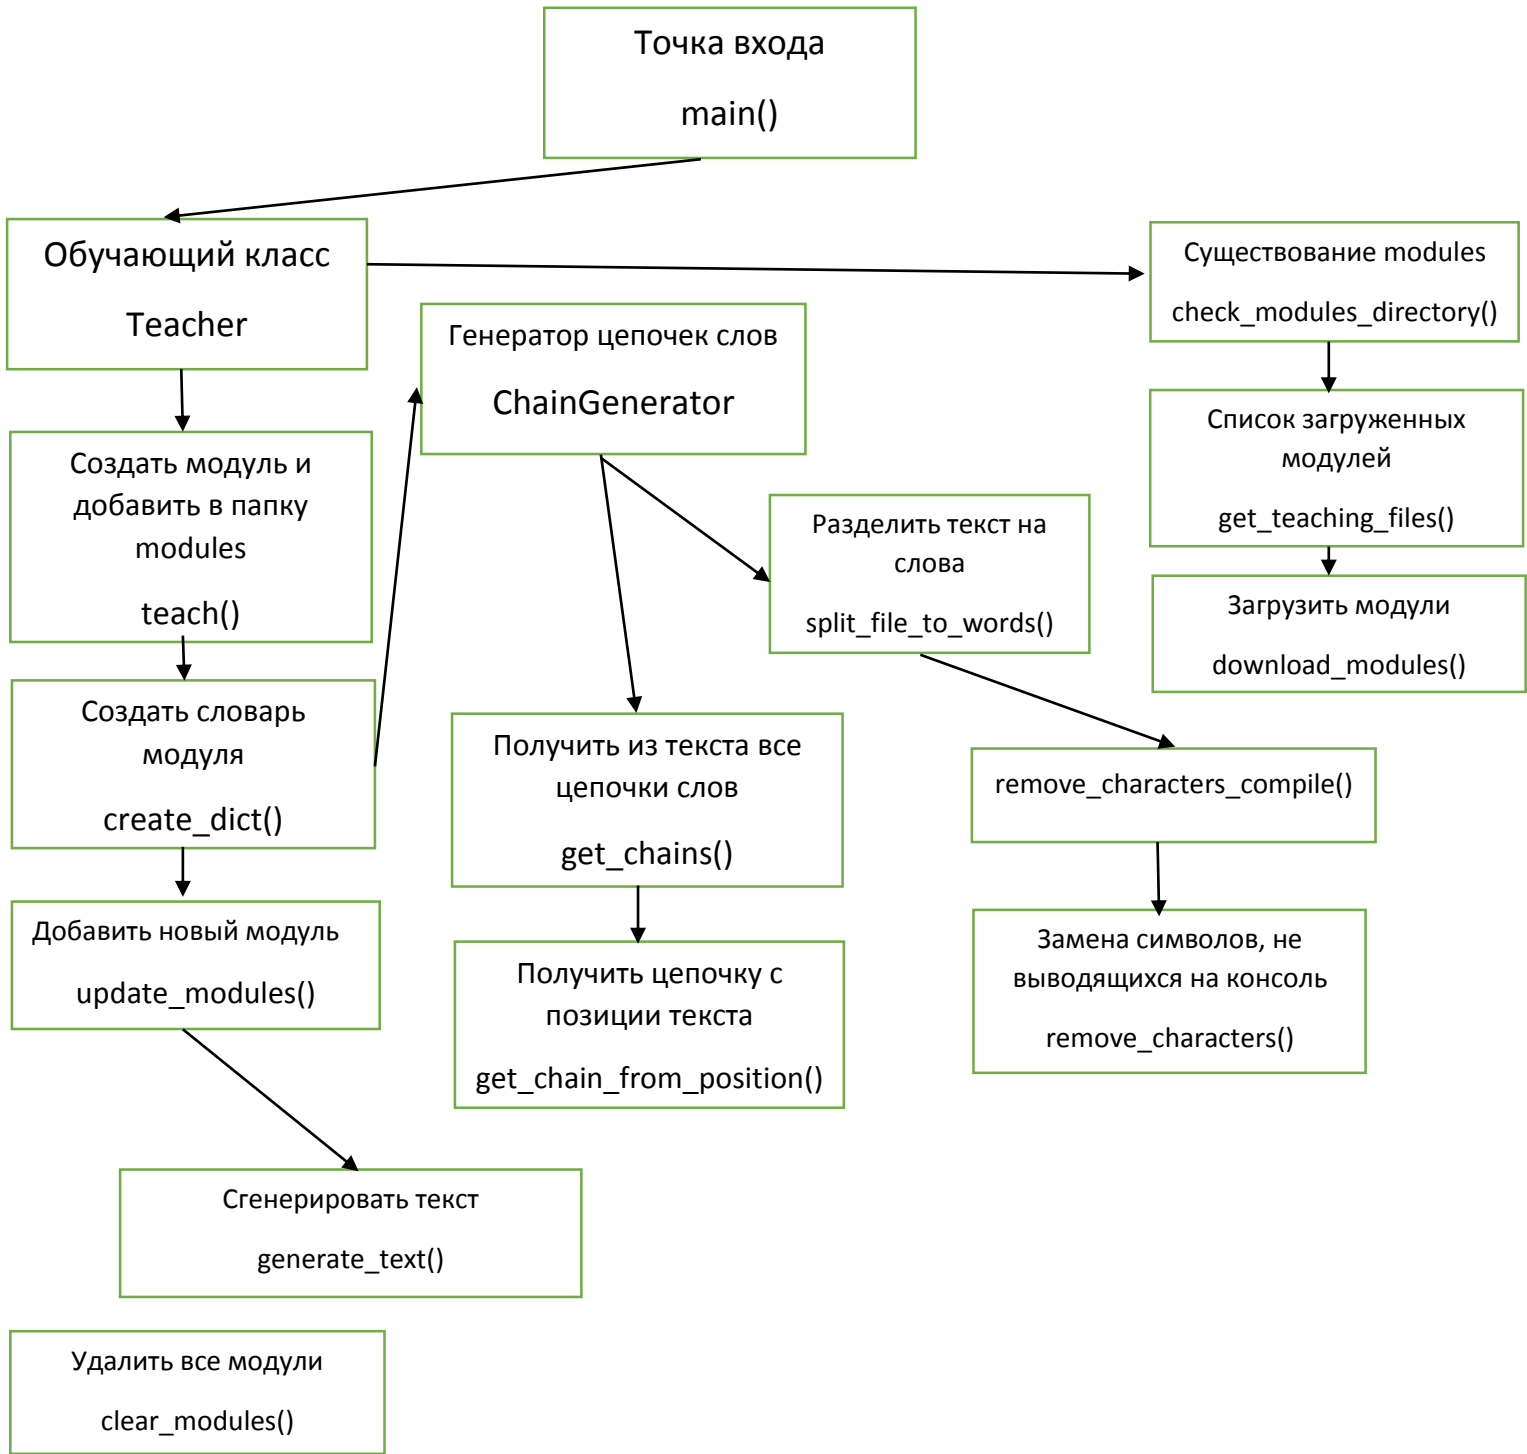 Точка входа
main()
Обучающий класс
Teacher
Существование modules
check_modules_directory()
Генератор цепочек слов
ChainGenerator
Список загруженных
модулей
get_teaching_files()
Создать модуль и
добавить в папку
modules
teach()
Разделить текст на
слова
split_file_to_words()
Загрузить модули
download_modules()
Создать словарь
модуля
create_dict()
Получить из текста все
цепочки слов
get_chains()
remove_characters_compile()
Добавить новый модуль
update_modules()
Получить цепочку с
позиции текста
get_chain_from_position()
Замена символов, не
выводящихся на консоль
remove_characters()
Сгенерировать текст
generate_text()
Удалить все модули
clear_modules()